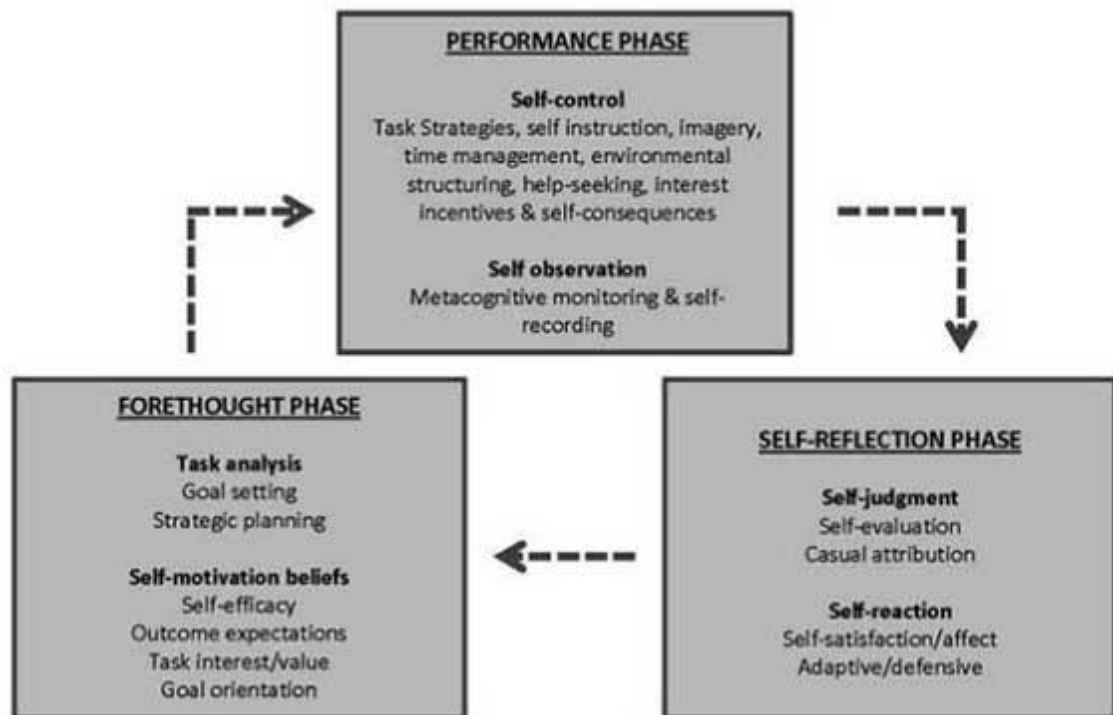 PERFORMANCE PHASE
Self-control
Task Strategies, self instruction, imagery,
time management, environmental
structuring, help-seeking, interest
incentives & self-consequences
Self observation
Metacognitive monitoring & self-
recording
FORETHOUGHT PHASE
Task analysis
Goal setting
Strategic planning
Self-motivation beliefs
Self-efficacy
Outcome expectations
Task interest/value
Goal orientation
SELF-REFLECTION PHASE
Self-judgment
Self-evaluation
Casual attribution
Self-reaction
Self-satisfaction/affect
Adaptive/defensive